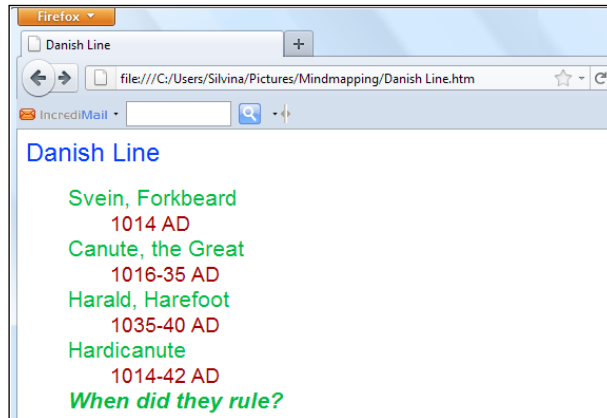 Firefox
Danish Line
file:///C:/Users/Silvina/Pictures/Mindmapping/Danish Line.htm
IncrediMail
Danish Line
Svein, Forkbeard
1014 AD
Canute, the Great
1016-35 AD
Harald, Harefoot
1035-40 AD
Hardicanute
1014-42 AD
When did they rule?